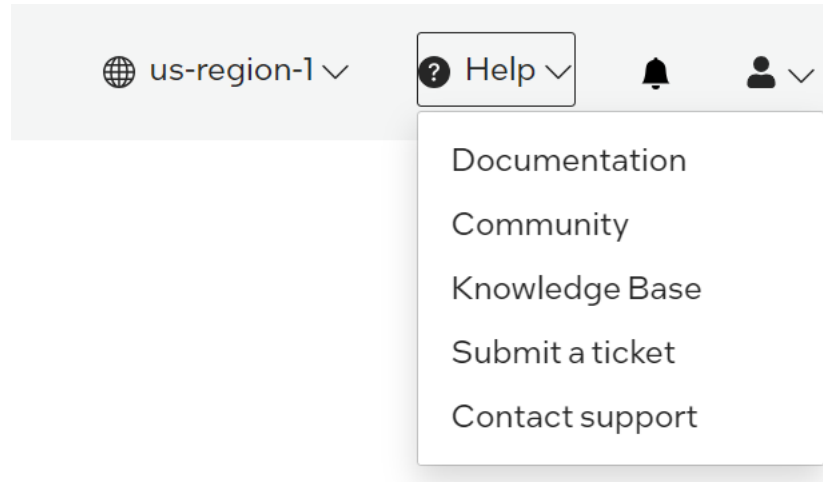 us-region-1 Help
Documentation
Community
Knowledge Base
Submit a ticket
Contact support